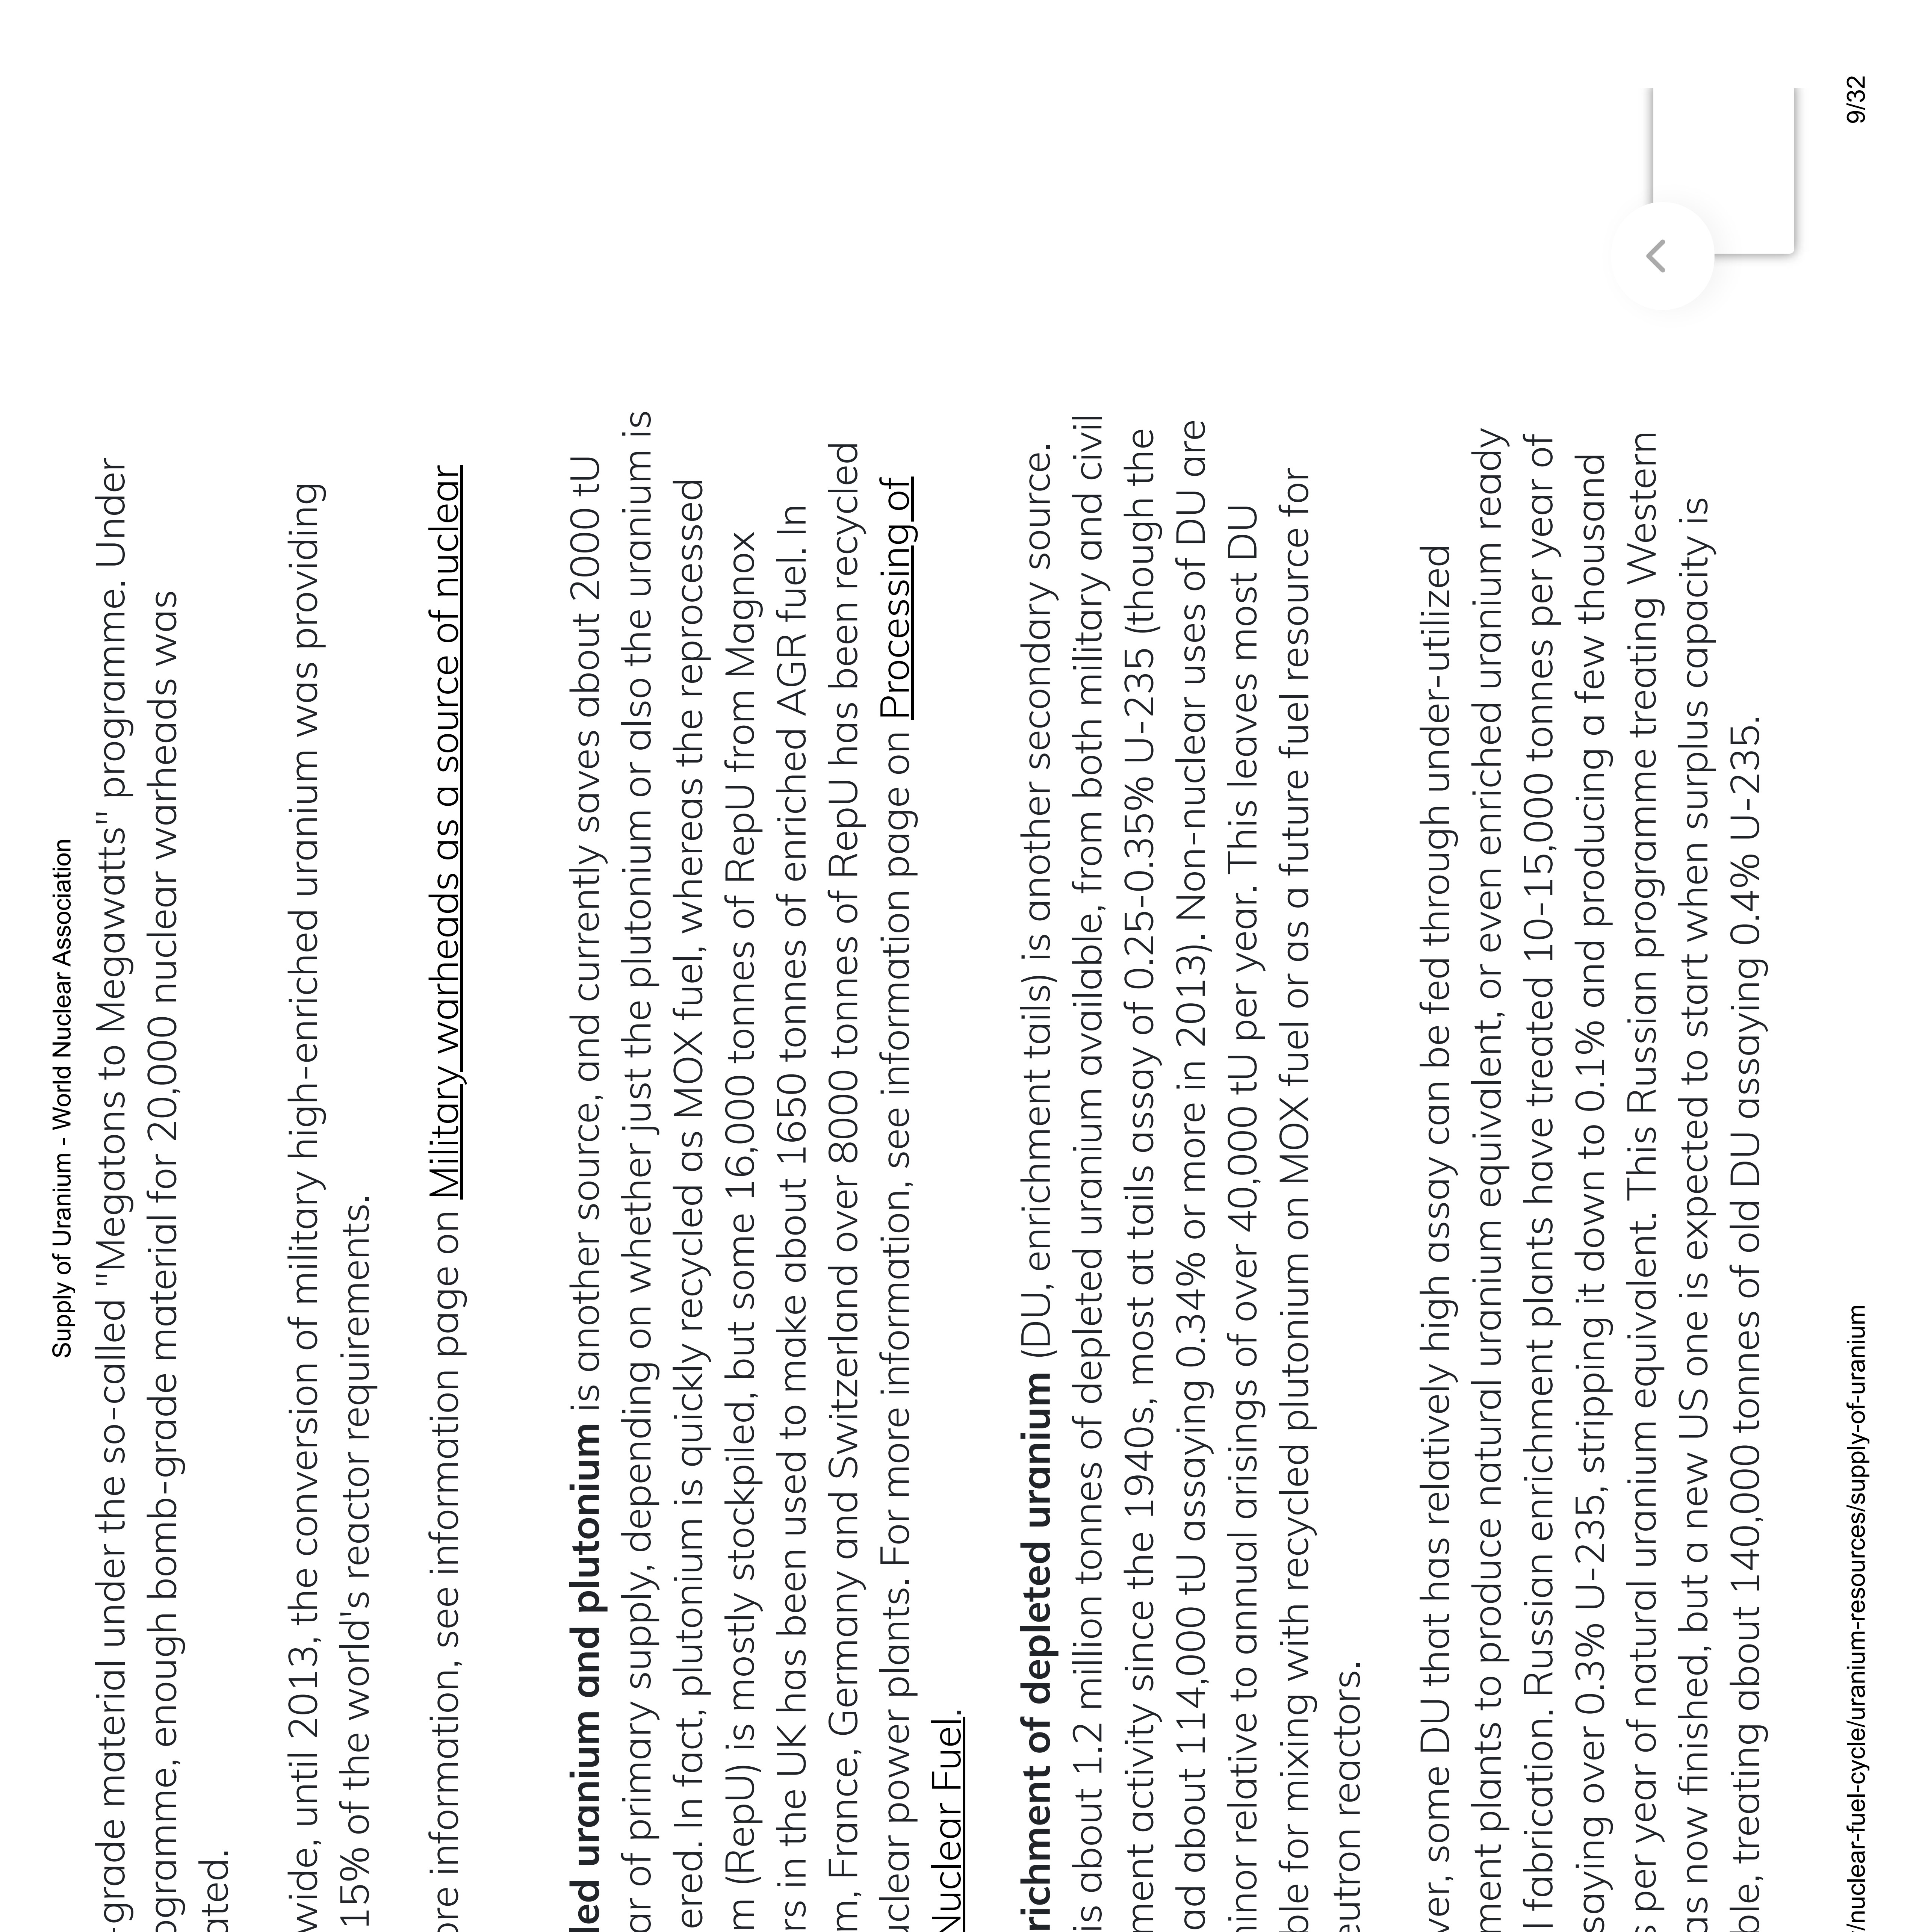 Supply of Uranium - World Nuclear Association
-grade material under the so-called "Megatons to Megawatts" programme. Under
ogramme, enough bomb-grade material for 20,000 nuclear warheads was
ated.
wide, until 2013, the conversion of military high-enriched uranium was providing
15% of the world's reactor requirements.
ore information, see information page on Military warheads as a source of nuclear
led uranium and plutonium is another source, and currently saves about 2000 tU
ar of primary supply, depending on whether just the plutonium or also the uranium is
ered. In fact, plutonium is quickly recycled as MOX fuel, whereas the reprocessed
m (RepU) is mostly stockpiled, but some 16,000 tonnes of RepU from Magnox
rs in the UK has been used to make about 1650 tonnes of enriched AGR fuel. In
m, France, Germany and Switzerland over 8000 tonnes of RepU has been recycled
uclear power plants. For more information, see information page on Processing of
Nuclear Fuel.
richment of depleted uranium (DU, enrichment tails) is another secondary source.
is about 1.2 million tonnes of depleted uranium available, from both military and civil
ment activity since the 1940s, most at tails assay of 0.25-0.35% U-235 (though the
ad about 114,000 tU assaying 0.34% or more in 2013). Non-nuclear uses of DU are
minor relative to annual arisings of over 40,000 tU per year. This leaves most DU
ble for mixing with recycled plutonium on MOX fuel or as a future fuel resource for
eutron reactors.
ver, some DU that has relatively high assay can be fed through under-utilized
ment plants to produce natural uranium equivalent, or even enriched uranium ready
l fabrication. Russian enrichment plants have treated 10-15,000 tonnes per year of
saying over 0.3% U-235, stripping it down to 0.1% and producing a few thousand
s per year of natural uranium equivalent. This Russian programme treating Western
as now finished, but a new US one is expected to start when surplus capacity is
ble, treating about 140,000 tonnes of old DU assaying 0.4% U-235.
/nuclear-fuel-cycle/uranium-resources/supply-of-uranium
9/32